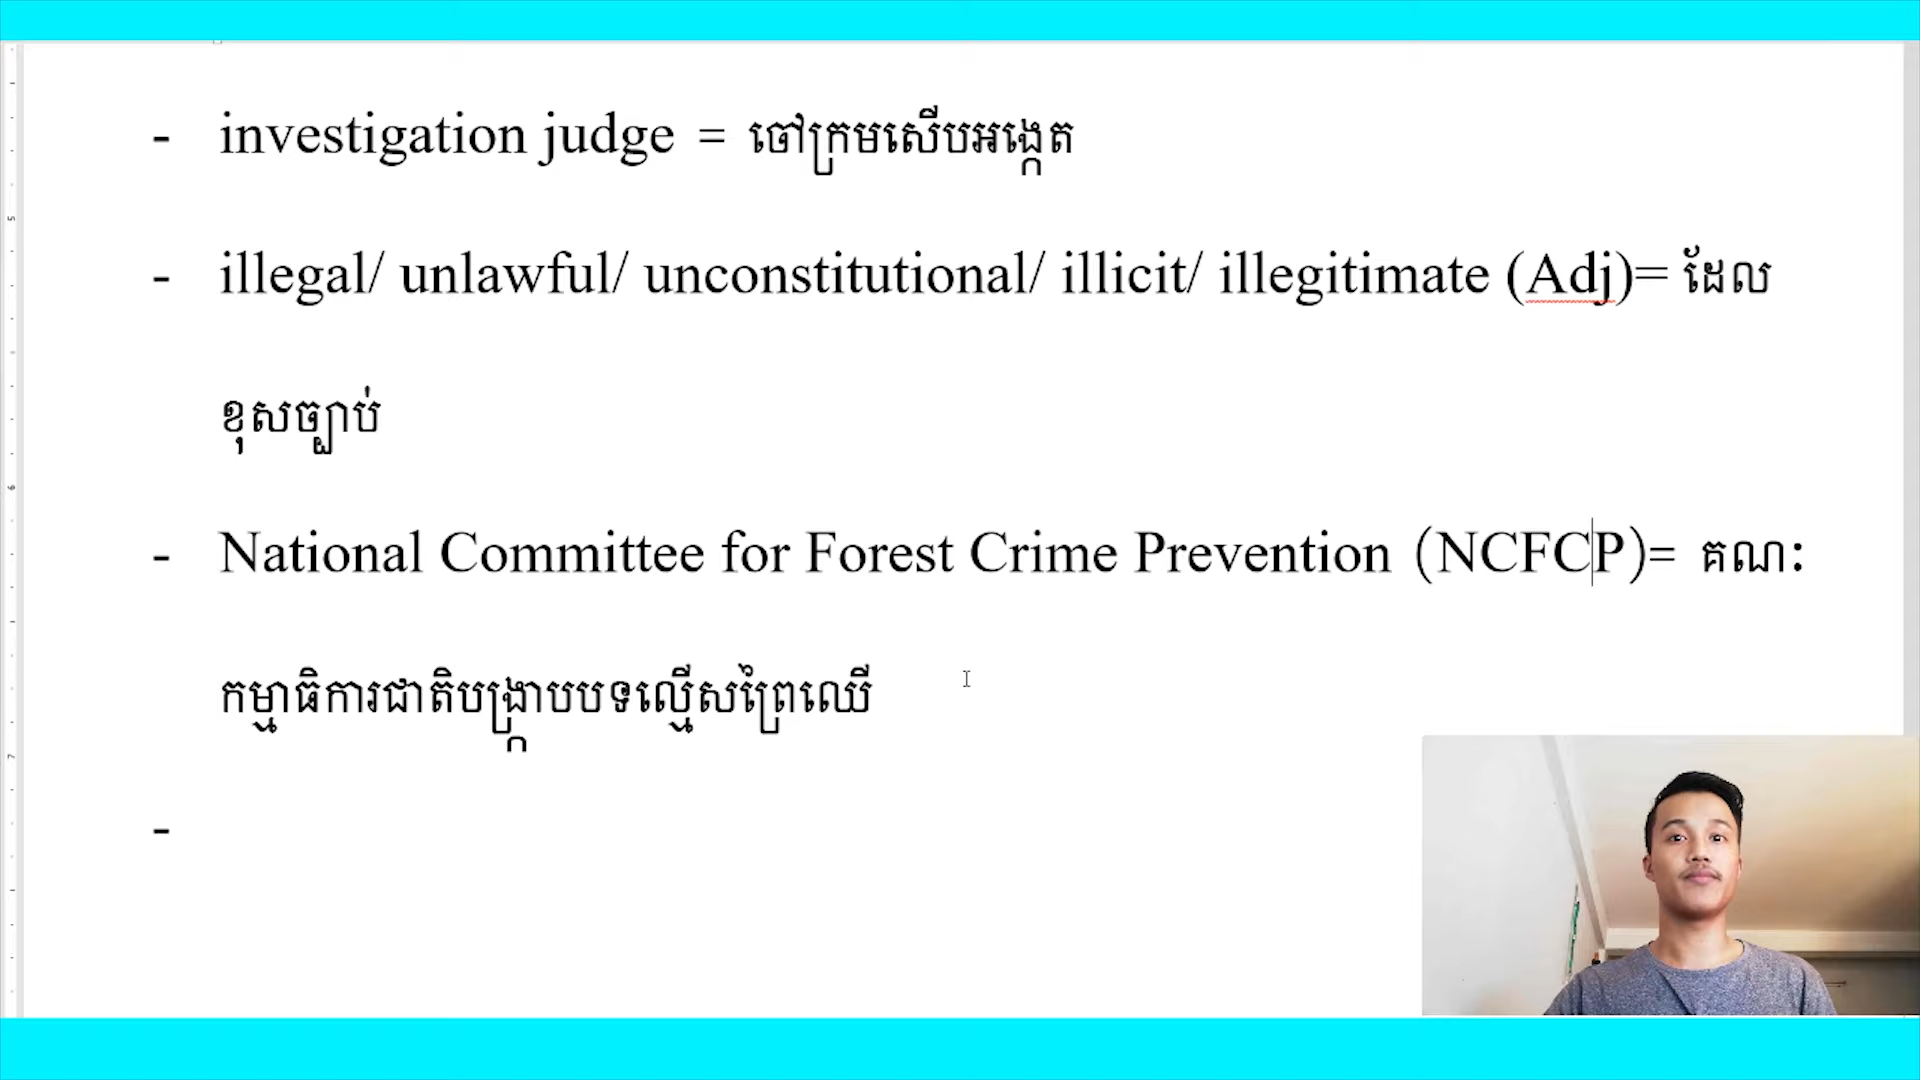 - investigation judge = ចៅក្រមសើបអង្កេត
- illegal/ unlawful/ unconstitutional/ illicit/ illegitimate (Adj)= ដែល
ខុសច្បាប់
- National Committee for Forest Crime Prevention (NCFCP)= គណៈ
កម្មាធិការជាតិបង្ក្រាបបទល្មើសព្រៃឈើ
-